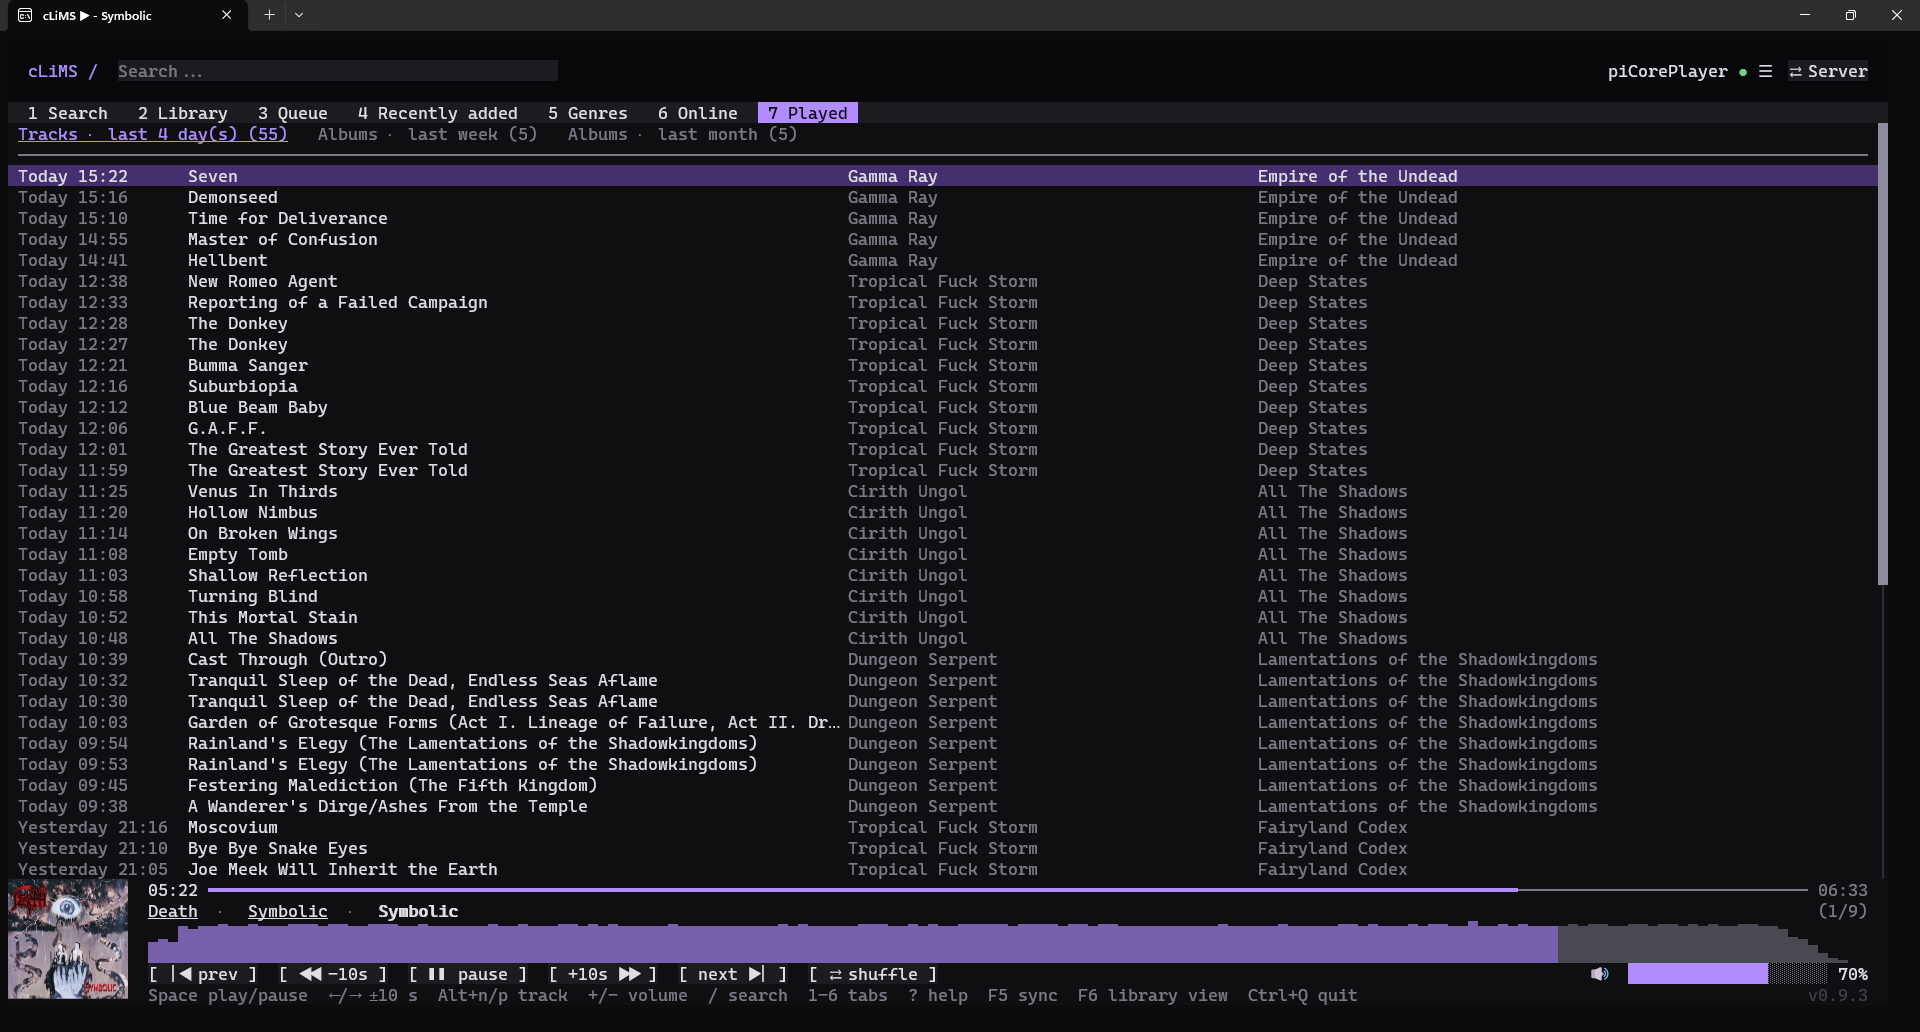 cLiMS ▶ - Symbolic
cLiMS / Search ... piCorePlayer ● ☰ ⇄ Server
1 Search 2 Library 3 Queue 4 Recently added 5 Genres 6 Online 7 Played
Tracks · last 4 day(s) (55) Albums · last week (5) Albums · last month (5)
Today 15:22 Seven Gamma Ray Empire of the Undead
Today 15:16 Demonseed Gamma Ray Empire of the Undead
Today 15:10 Time for Deliverance Gamma Ray Empire of the Undead
Today 14:55 Master of Confusion Gamma Ray Empire of the Undead
Today 14:41 Hellbent Gamma Ray Empire of the Undead
Today 12:38 New Romeo Agent Tropical Fuck Storm Deep States
Today 12:33 Reporting of a Failed Campaign Tropical Fuck Storm Deep States
Today 12:28 The Donkey Tropical Fuck Storm Deep States
Today 12:27 The Donkey Tropical Fuck Storm Deep States
Today 12:21 Bumma Sanger Tropical Fuck Storm Deep States
Today 12:16 Suburbiopia Tropical Fuck Storm Deep States
Today 12:12 Blue Beam Baby Tropical Fuck Storm Deep States
Today 12:06 G.A.F.F. Tropical Fuck Storm Deep States
Today 12:01 The Greatest Story Ever Told Tropical Fuck Storm Deep States
Today 11:59 The Greatest Story Ever Told Tropical Fuck Storm Deep States
Today 11:25 Venus In Thirds Cirith Ungol All The Shadows
Today 11:20 Hollow Nimbus Cirith Ungol All The Shadows
Today 11:14 On Broken Wings Cirith Ungol All The Shadows
Today 11:08 Empty Tomb Cirith Ungol All The Shadows
Today 11:03 Shallow Reflection Cirith Ungol All The Shadows
Today 10:58 Turning Blind Cirith Ungol All The Shadows
Today 10:52 This Mortal Stain Cirith Ungol All The Shadows
Today 10:48 All The Shadows Cirith Ungol All The Shadows
Today 10:39 Cast Through (Outro) Dungeon Serpent Lamentations of the Shadowkingdoms
Today 10:32 Tranquil Sleep of the Dead, Endless Seas Aflame Dungeon Serpent Lamentations of the Shadowkingdoms
Today 10:30 Tranquil Sleep of the Dead, Endless Seas Aflame Dungeon Serpent Lamentations of the Shadowkingdoms
Today 10:03 Garden of Grotesque Forms (Act I. Lineage of Failure, Act II. Dr… Dungeon Serpent Lamentations of the Shadowkingdoms
Today 09:54 Rainland's Elegy (The Lamentations of the Shadowkingdoms) Dungeon Serpent Lamentations of the Shadowkingdoms
Today 09:53 Rainland's Elegy (The Lamentations of the Shadowkingdoms) Dungeon Serpent Lamentations of the Shadowkingdoms
Today 09:45 Festering Malediction (The Fifth Kingdom) Dungeon Serpent Lamentations of the Shadowkingdoms
Today 09:38 A Wanderer's Dirge/Ashes From the Temple Dungeon Serpent Lamentations of the Shadowkingdoms
Yesterday 21:16 Moscovium Tropical Fuck Storm Fairyland Codex
Yesterday 21:10 Bye Bye Snake Eyes Tropical Fuck Storm Fairyland Codex
Yesterday 21:05 Joe Meek Will Inherit the Earth Tropical Fuck Storm Fairyland Codex
05:22 06:33
Death · Symbolic · Symbolic (1/9)
[ |◀ prev ] [ ◀◀ −10s ] [ ▮▮ pause ] [ +10s ▶▶ ] [ next ▶| ] [ ⇄ shuffle ] 70%
Space play/pause ←/→ ±10 s Alt+n/p track +/− volume / search 1-6 tabs ? help F5 sync F6 library view Ctrl+Q quit v0.9.3
SYMBOLIC